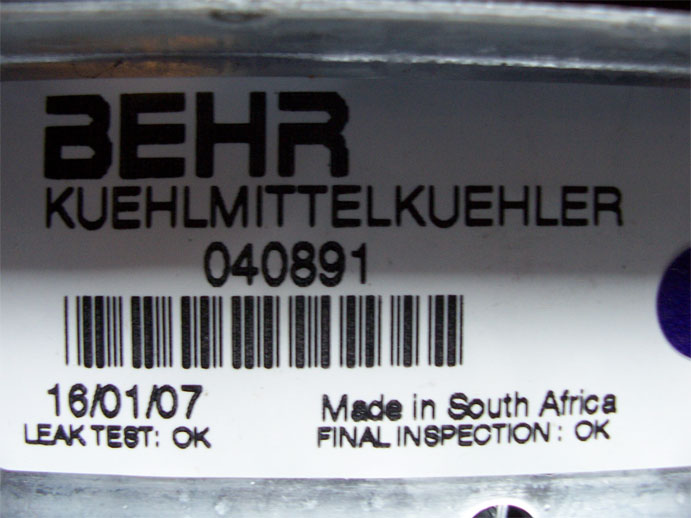 BEHR
KUEHLMITTELKUEHLER
040891
16/01/07 Made in South Africa
LEAK TEST: OK FINAL INSPECTION: OK